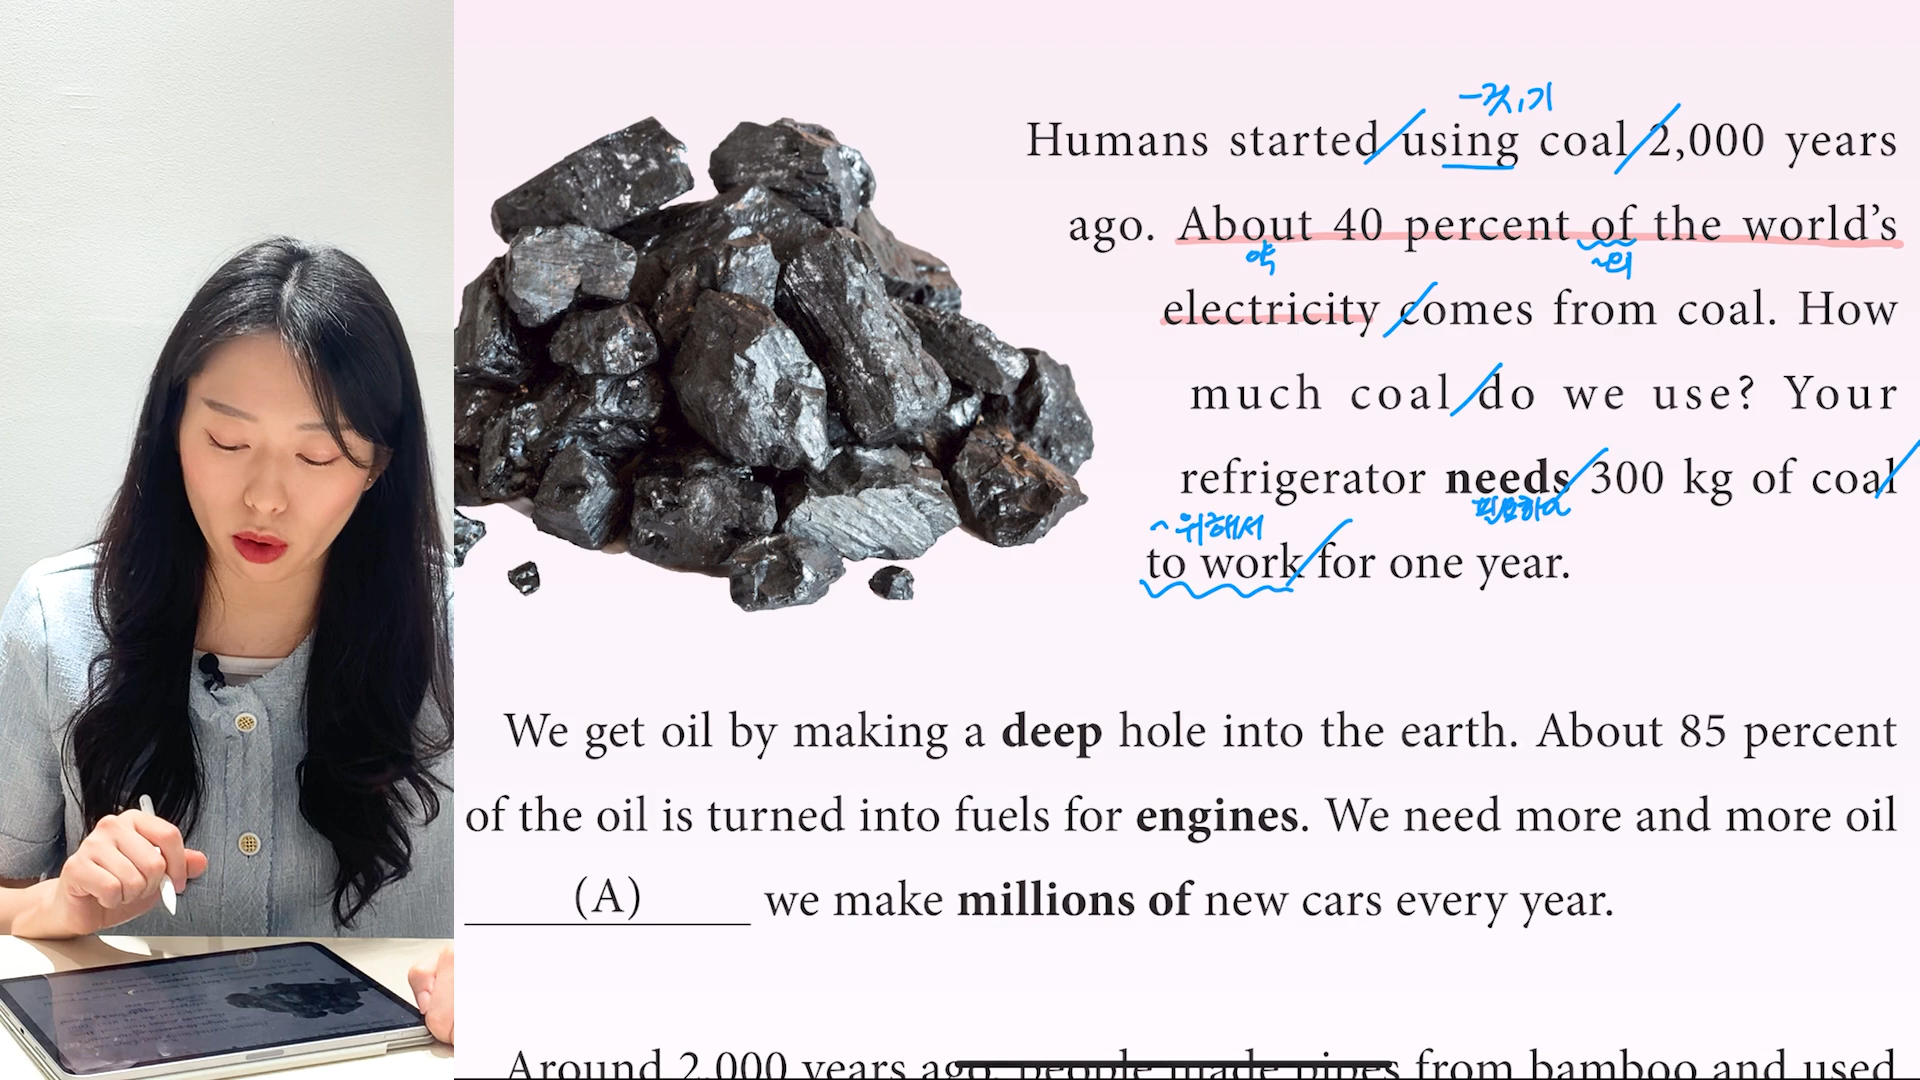 -것, 기
Humans started using coal 2,000 years
ago. About 40 percent of the world's
약 ~의
electricity comes from coal. How
much coal do we use? Your
refrigerator needs 300 kg of coal
필요하다
~위해서
to work for one year.
We get oil by making a deep hole into the earth. About 85 percent
of the oil is turned into fuels for engines. We need more and more oil
(A) we make millions of new cars every year.
Around 2,000 years ago, people made pipes from bamboo and used